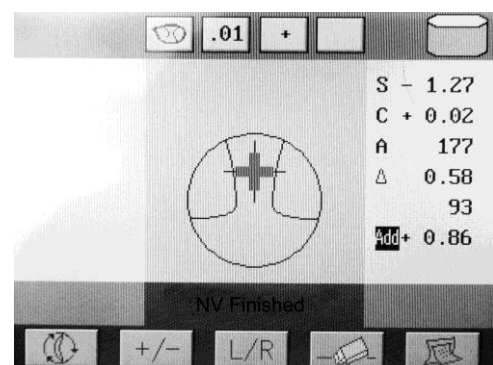 .01 +
S - 1.27
C + 0.02
A 177
Δ 0.58
93
Add + 0.86
NV Finished
+/- L/R